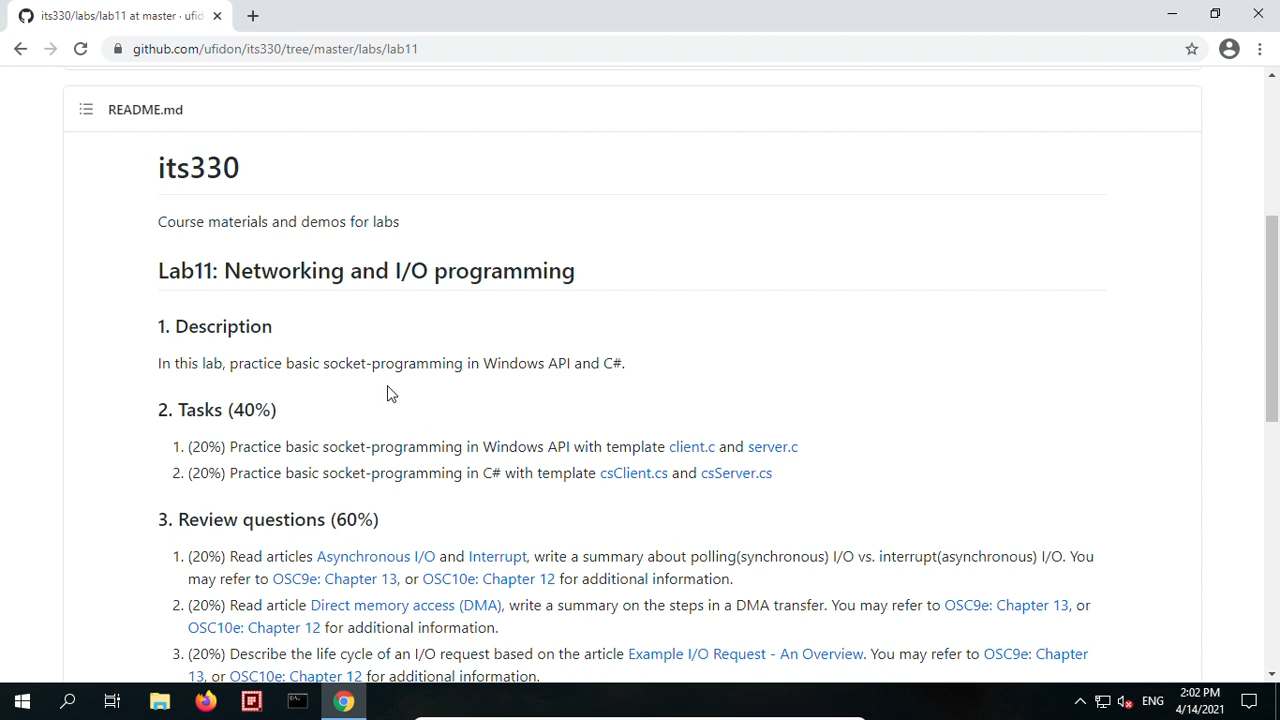 its330/labs/lab11 at master · ufid
github.com/ufidon/its330/tree/master/labs/lab11
README.md
its330
Course materials and demos for labs
Lab11: Networking and I/O programming
1. Description
In this lab, practice basic socket-programming in Windows API and C#.
2. Tasks (40%)
1. (20%) Practice basic socket-programming in Windows API with template client.c and server.c
2. (20%) Practice basic socket-programming in C# with template csClient.cs and csServer.cs
3. Review questions (60%)
1. (20%) Read articles Asynchronous I/O and Interrupt, write a summary about polling(synchronous) I/O vs. interrupt(asynchronous) I/O. You
may refer to OSC9e: Chapter 13, or OSC10e: Chapter 12 for additional information.
2. (20%) Read article Direct memory access (DMA), write a summary on the steps in a DMA transfer. You may refer to OSC9e: Chapter 13, or
OSC10e: Chapter 12 for additional information.
3. (20%) Describe the life cycle of an I/O request based on the article Example I/O Request - An Overview. You may refer to OSC9e: Chapter
13, or OSC10e: Chapter 12 for additional information.
ENG
2:02 PM
4/14/2021